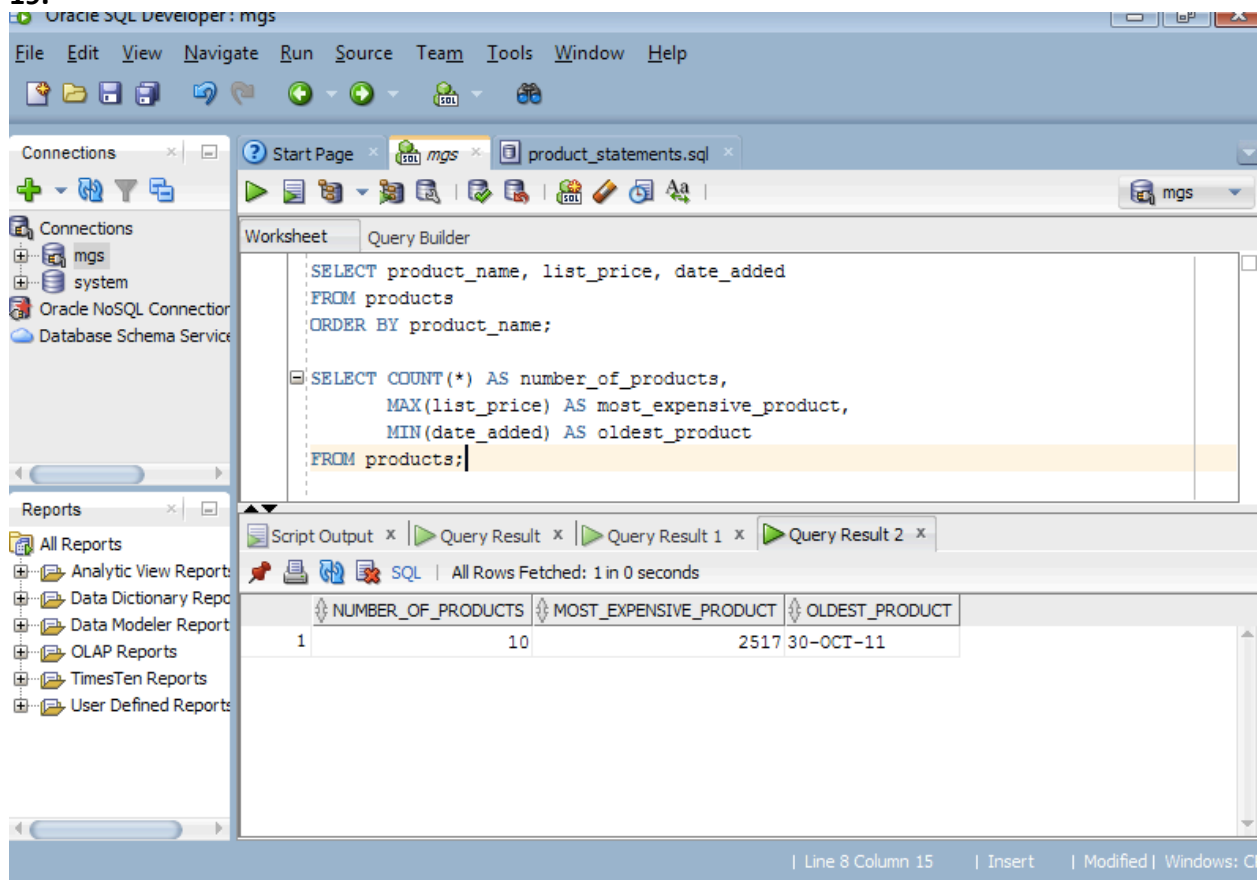 15.
Oracle SQL Developer : mgs
File Edit View Navigate Run Source Team Tools Window Help
Connections
Start Page mgs product_statements.sql
mgs
Connections
mgs
system
Oracle NoSQL Connection
Database Schema Service
Worksheet Query Builder
SELECT product_name, list_price, date_added
FROM products
ORDER BY product_name;
SELECT COUNT(*) AS number_of_products,
MAX(list_price) AS most_expensive_product,
MIN(date_added) AS oldest_product
FROM products;
Reports
All Reports
Analytic View Reports
Data Dictionary Repo
Data Modeler Report
OLAP Reports
TimesTen Reports
User Defined Reports
Script Output x Query Result x Query Result 1 x Query Result 2 x
SQL | All Rows Fetched: 1 in 0 seconds
NUMBER_OF_PRODUCTS MOST_EXPENSIVE_PRODUCT OLDEST_PRODUCT
1 10 2517 30-OCT-11
| Line 8 Column 15 | Insert | Modified | Windows: C